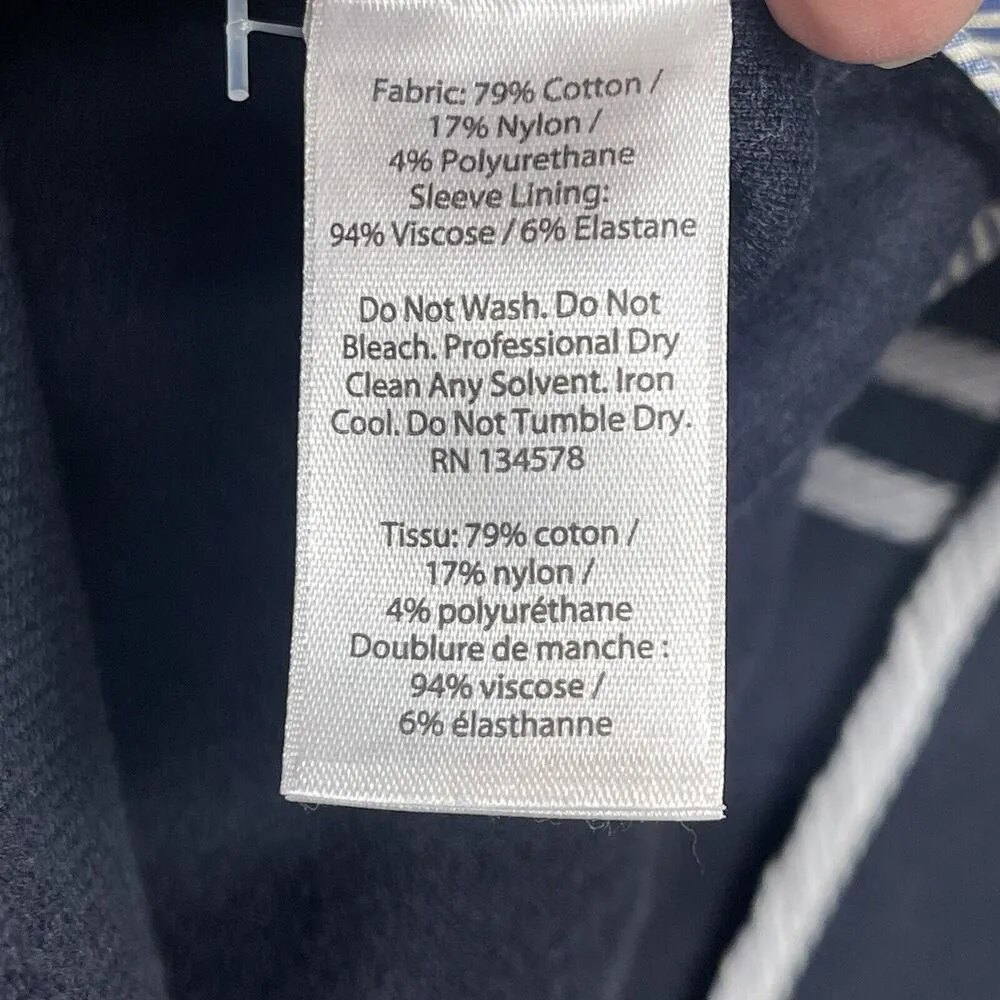 Fabric: 79% Cotton /
17% Nylon /
4% Polyurethane
Sleeve Lining:
94% Viscose / 6% Elastane
Do Not Wash. Do Not
Bleach. Professional Dry
Clean Any Solvent. Iron
Cool. Do Not Tumble Dry.
RN 134578
Tissu: 79% coton /
17% nylon /
4% polyuréthane
Doublure de manche :
94% viscose /
6% élasthanne